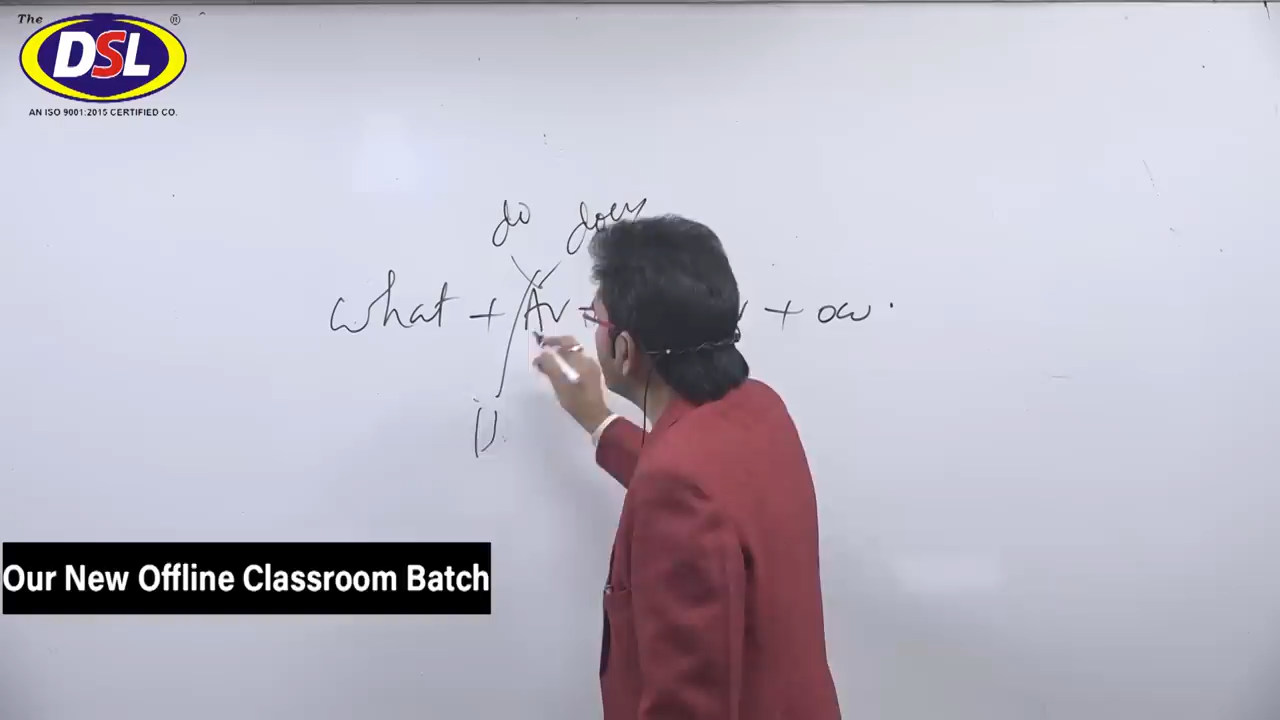 The ®
DSL
AN ISO 9001:2015 CERTIFIED CO.
do does
what + AV + ow.
Our New Offline Classroom Batch